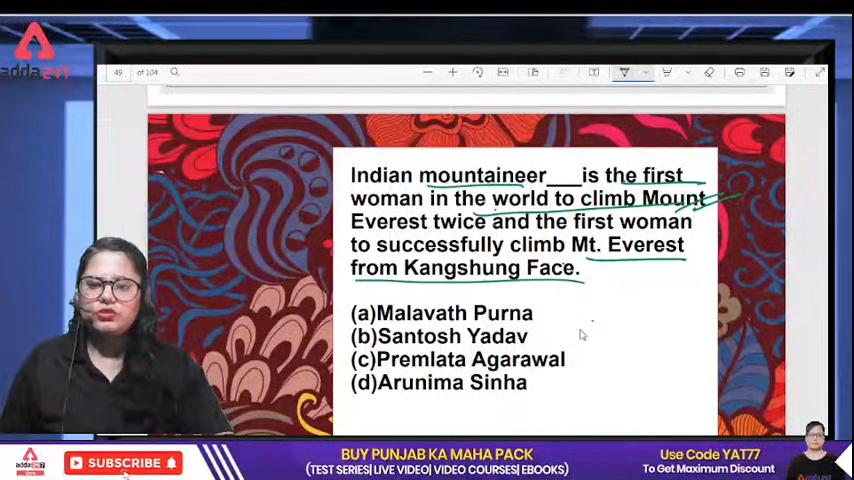 adda247
49 of 104
Indian mountaineer___is the first
woman in the world to climb Mount
Everest twice and the first woman
to successfully climb Mt. Everest
from Kangshung Face.
(a)Malavath Purna
(b)Santosh Yadav
(c)Premlata Agarawal
(d)Arunima Sinha
adda247
SUBSCRIBE
BUY PUNJAB KA MAHA PACK
(TEST SERIES| LIVE VIDEO| VIDEO COURSES| EBOOKS)
Use Code YAT77
To Get Maximum Discount